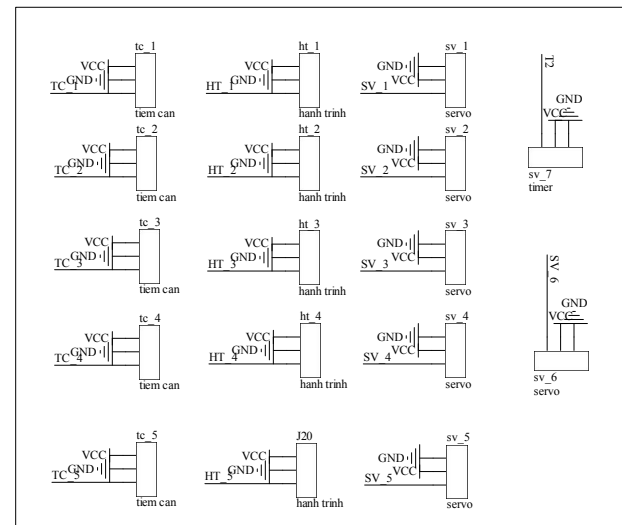 tc_1
VCC
GND
TC_1
tiem can
ht_1
VCC
GND
HT_1
hanh trinh
sv_1
GND
VCC
SV_1
servo
T2
GND
VCC
sv_7
timer
tc_2
VCC
GND
TC_2
tiem can
ht_2
VCC
GND
HT_2
hanh trinh
sv_2
GND
VCC
SV_2
servo
tc_3
VCC
GND
TC_3
tiem can
ht_3
VCC
GND
HT_3
hanh trinh
sv_3
GND
VCC
SV_3
servo
SV_6
GND
VCC
sv_6
servo
tc_4
VCC
GND
TC_4
tiem can
ht_4
VCC
GND
HT_4
hanh trinh
sv_4
GND
VCC
SV_4
servo
tc_5
VCC
GND
TC_5
tiem can
J20
VCC
GND
HT_5
hanh trinh
sv_5
GND
VCC
SV_5
servo